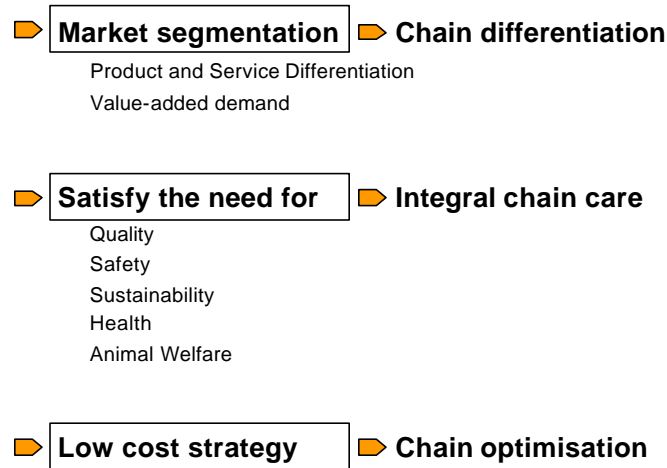 Market segmentation Chain differentiation
Product and Service Differentiation
Value-added demand
Satisfy the need for Integral chain care
Quality
Safety
Sustainability
Health
Animal Welfare
Low cost strategy Chain optimisation